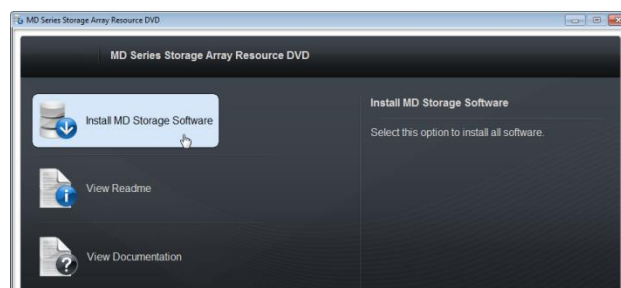 MD Series Storage Array Resource DVD
MD Series Storage Array Resource DVD
Install MD Storage Software
Install MD Storage Software
Select this option to install all software.
View Readme
View Documentation